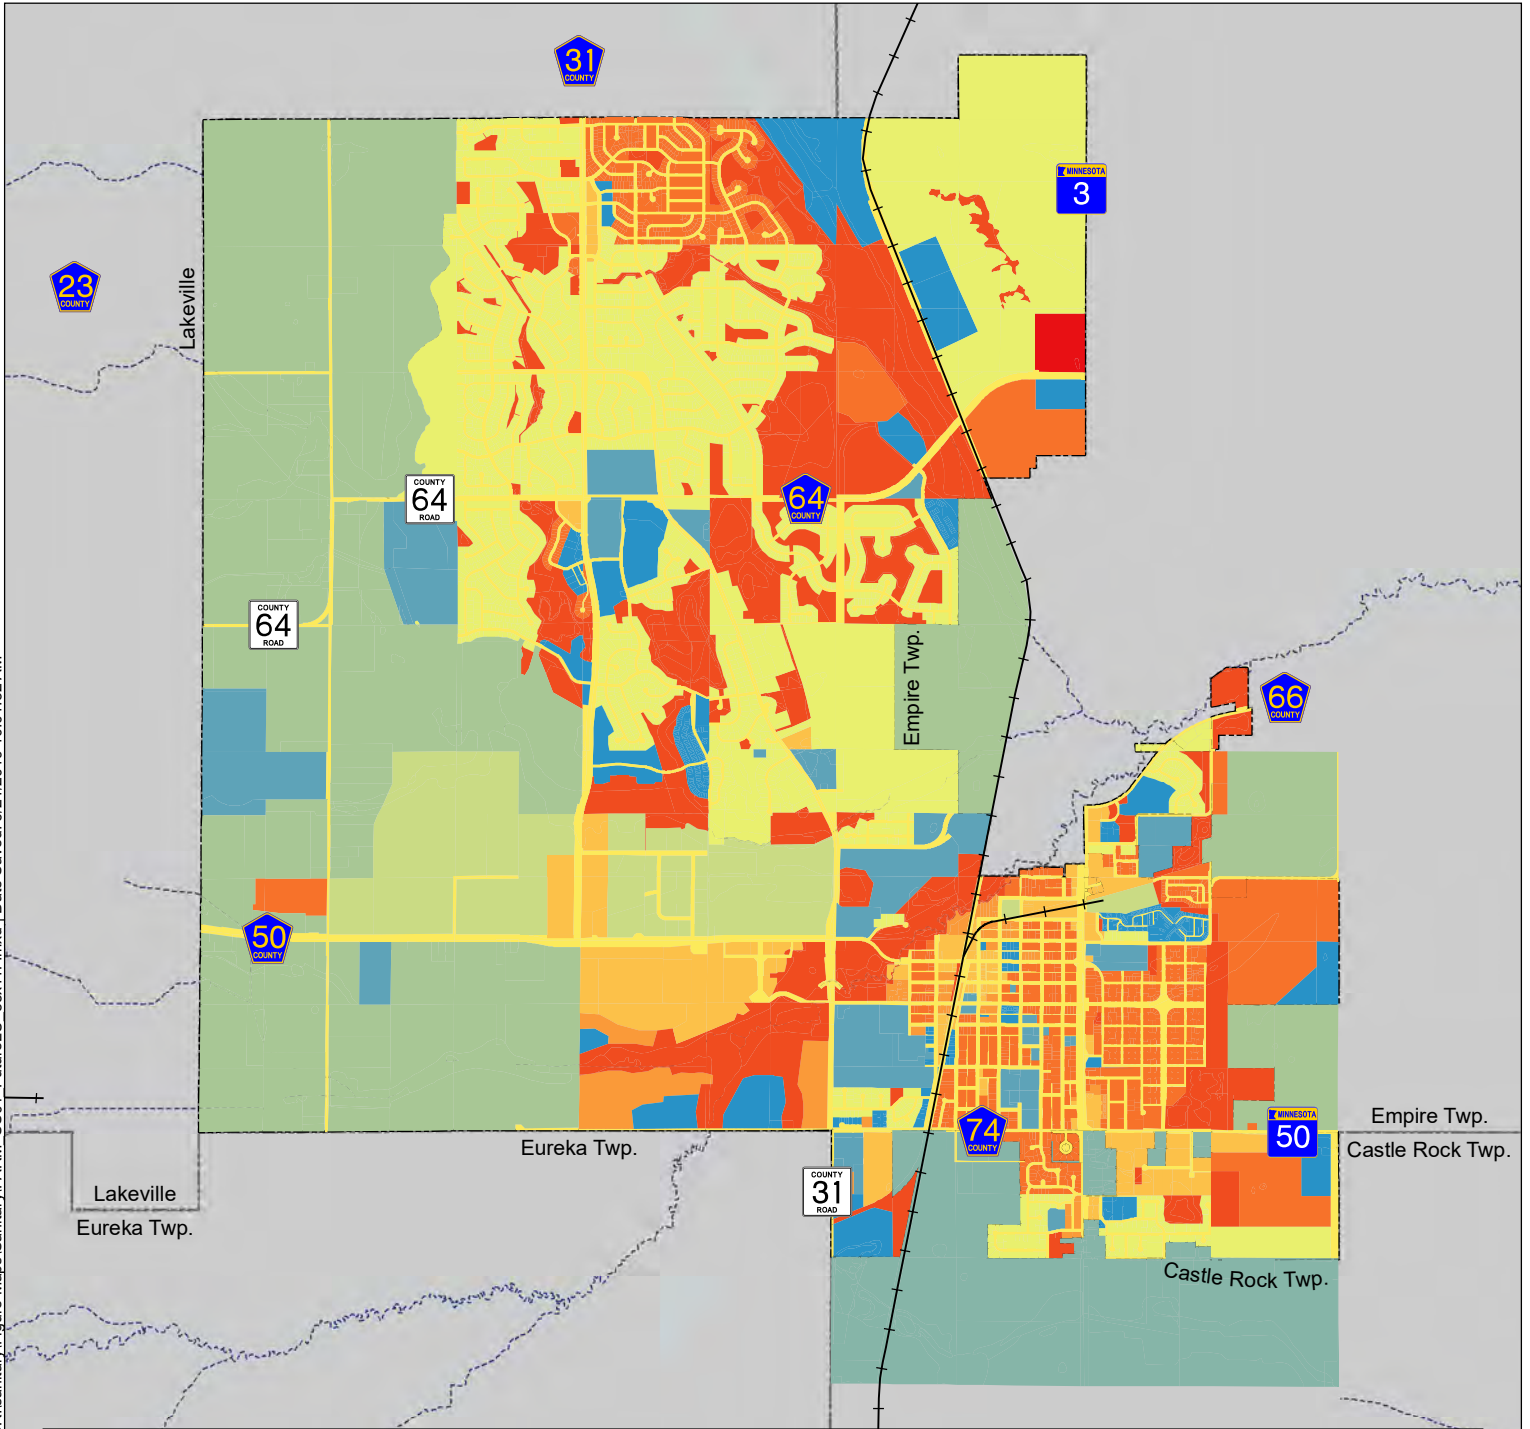 31
COUNTY
MINNESOTA
3
23
COUNTY
Lakeville
COUNTY
64
ROAD
64
COUNTY
COUNTY
64
ROAD
Empire Twp.
66
COUNTY
50
COUNTY
74
COUNTY
MINNESOTA
50
Empire Twp.
Castle Rock Twp.
Eureka Twp.
COUNTY
31
ROAD
Lakeville
Eureka Twp.
Castle Rock Twp.